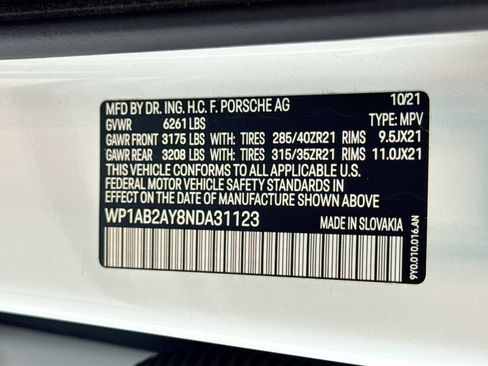 MFD BY DR. ING. H.C. F. PORSCHE AG 10/21
GVWR 6261 LBS TYPE: MPV
GAWR FRONT 3175 LBS WITH: TIRES 285/40ZR21 RIMS 9.5JX21
GAWR REAR 3208 LBS WITH: TIRES 315/35ZR21 RIMS 11.0JX21
THIS VEHICLE CONFORMS TO ALL APPLICABLE U.S.
FEDERAL MOTOR VEHICLE SAFETY STANDARDS IN
EFFECT ON THE DATE OF MANUFACTURE SHOWN ABOVE
WP1AB2AY8NDA31123 MADE IN SLOVAKIA
9Y0.010.016.AN